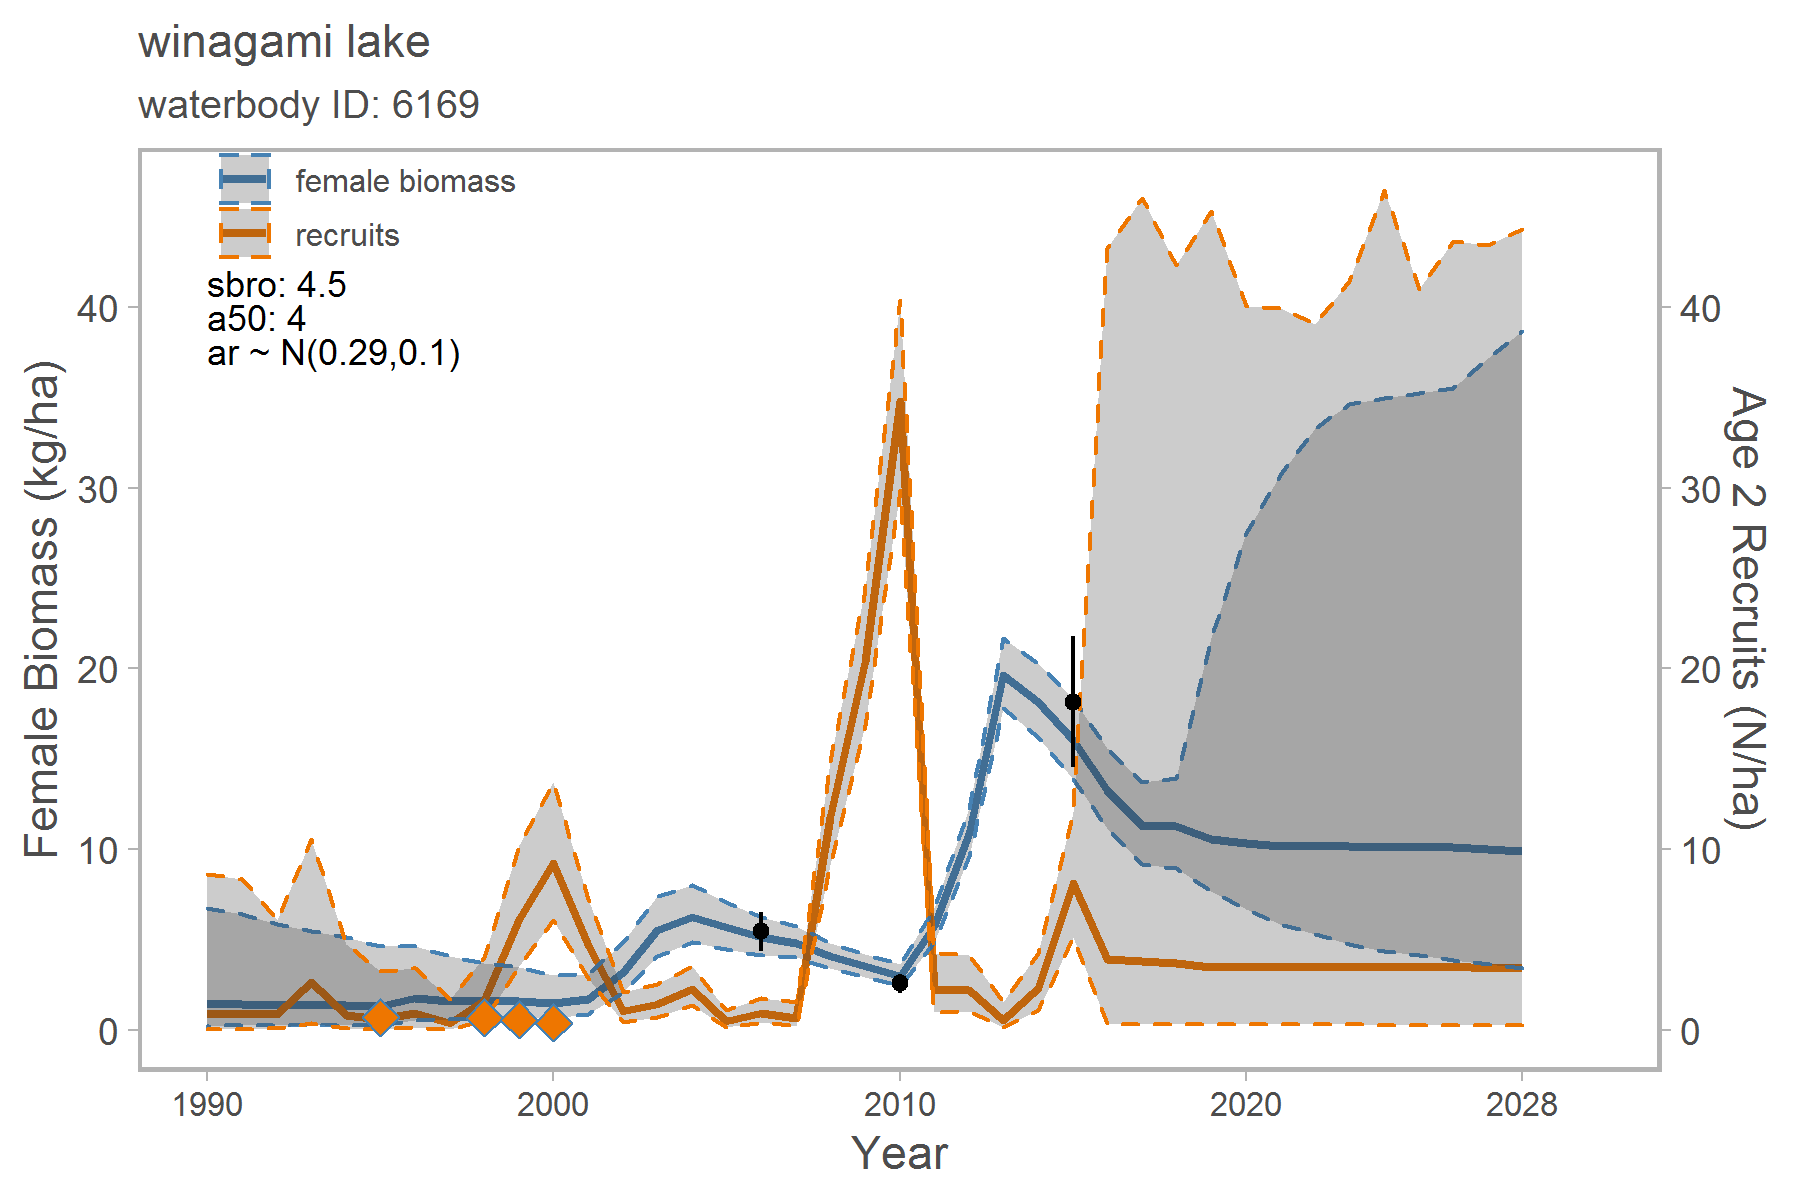 winagami lake
waterbody ID: 6169
female biomass
recruits
sbro: 4.5
a50: 4
ar ~ N(0.29,0.1)
Female Biomass (kg/ha)
40
30
20
10
0
40
30
20
10
0
Age 2 Recruits (N/ha)
1990 2000 2010 2020 2028
Year